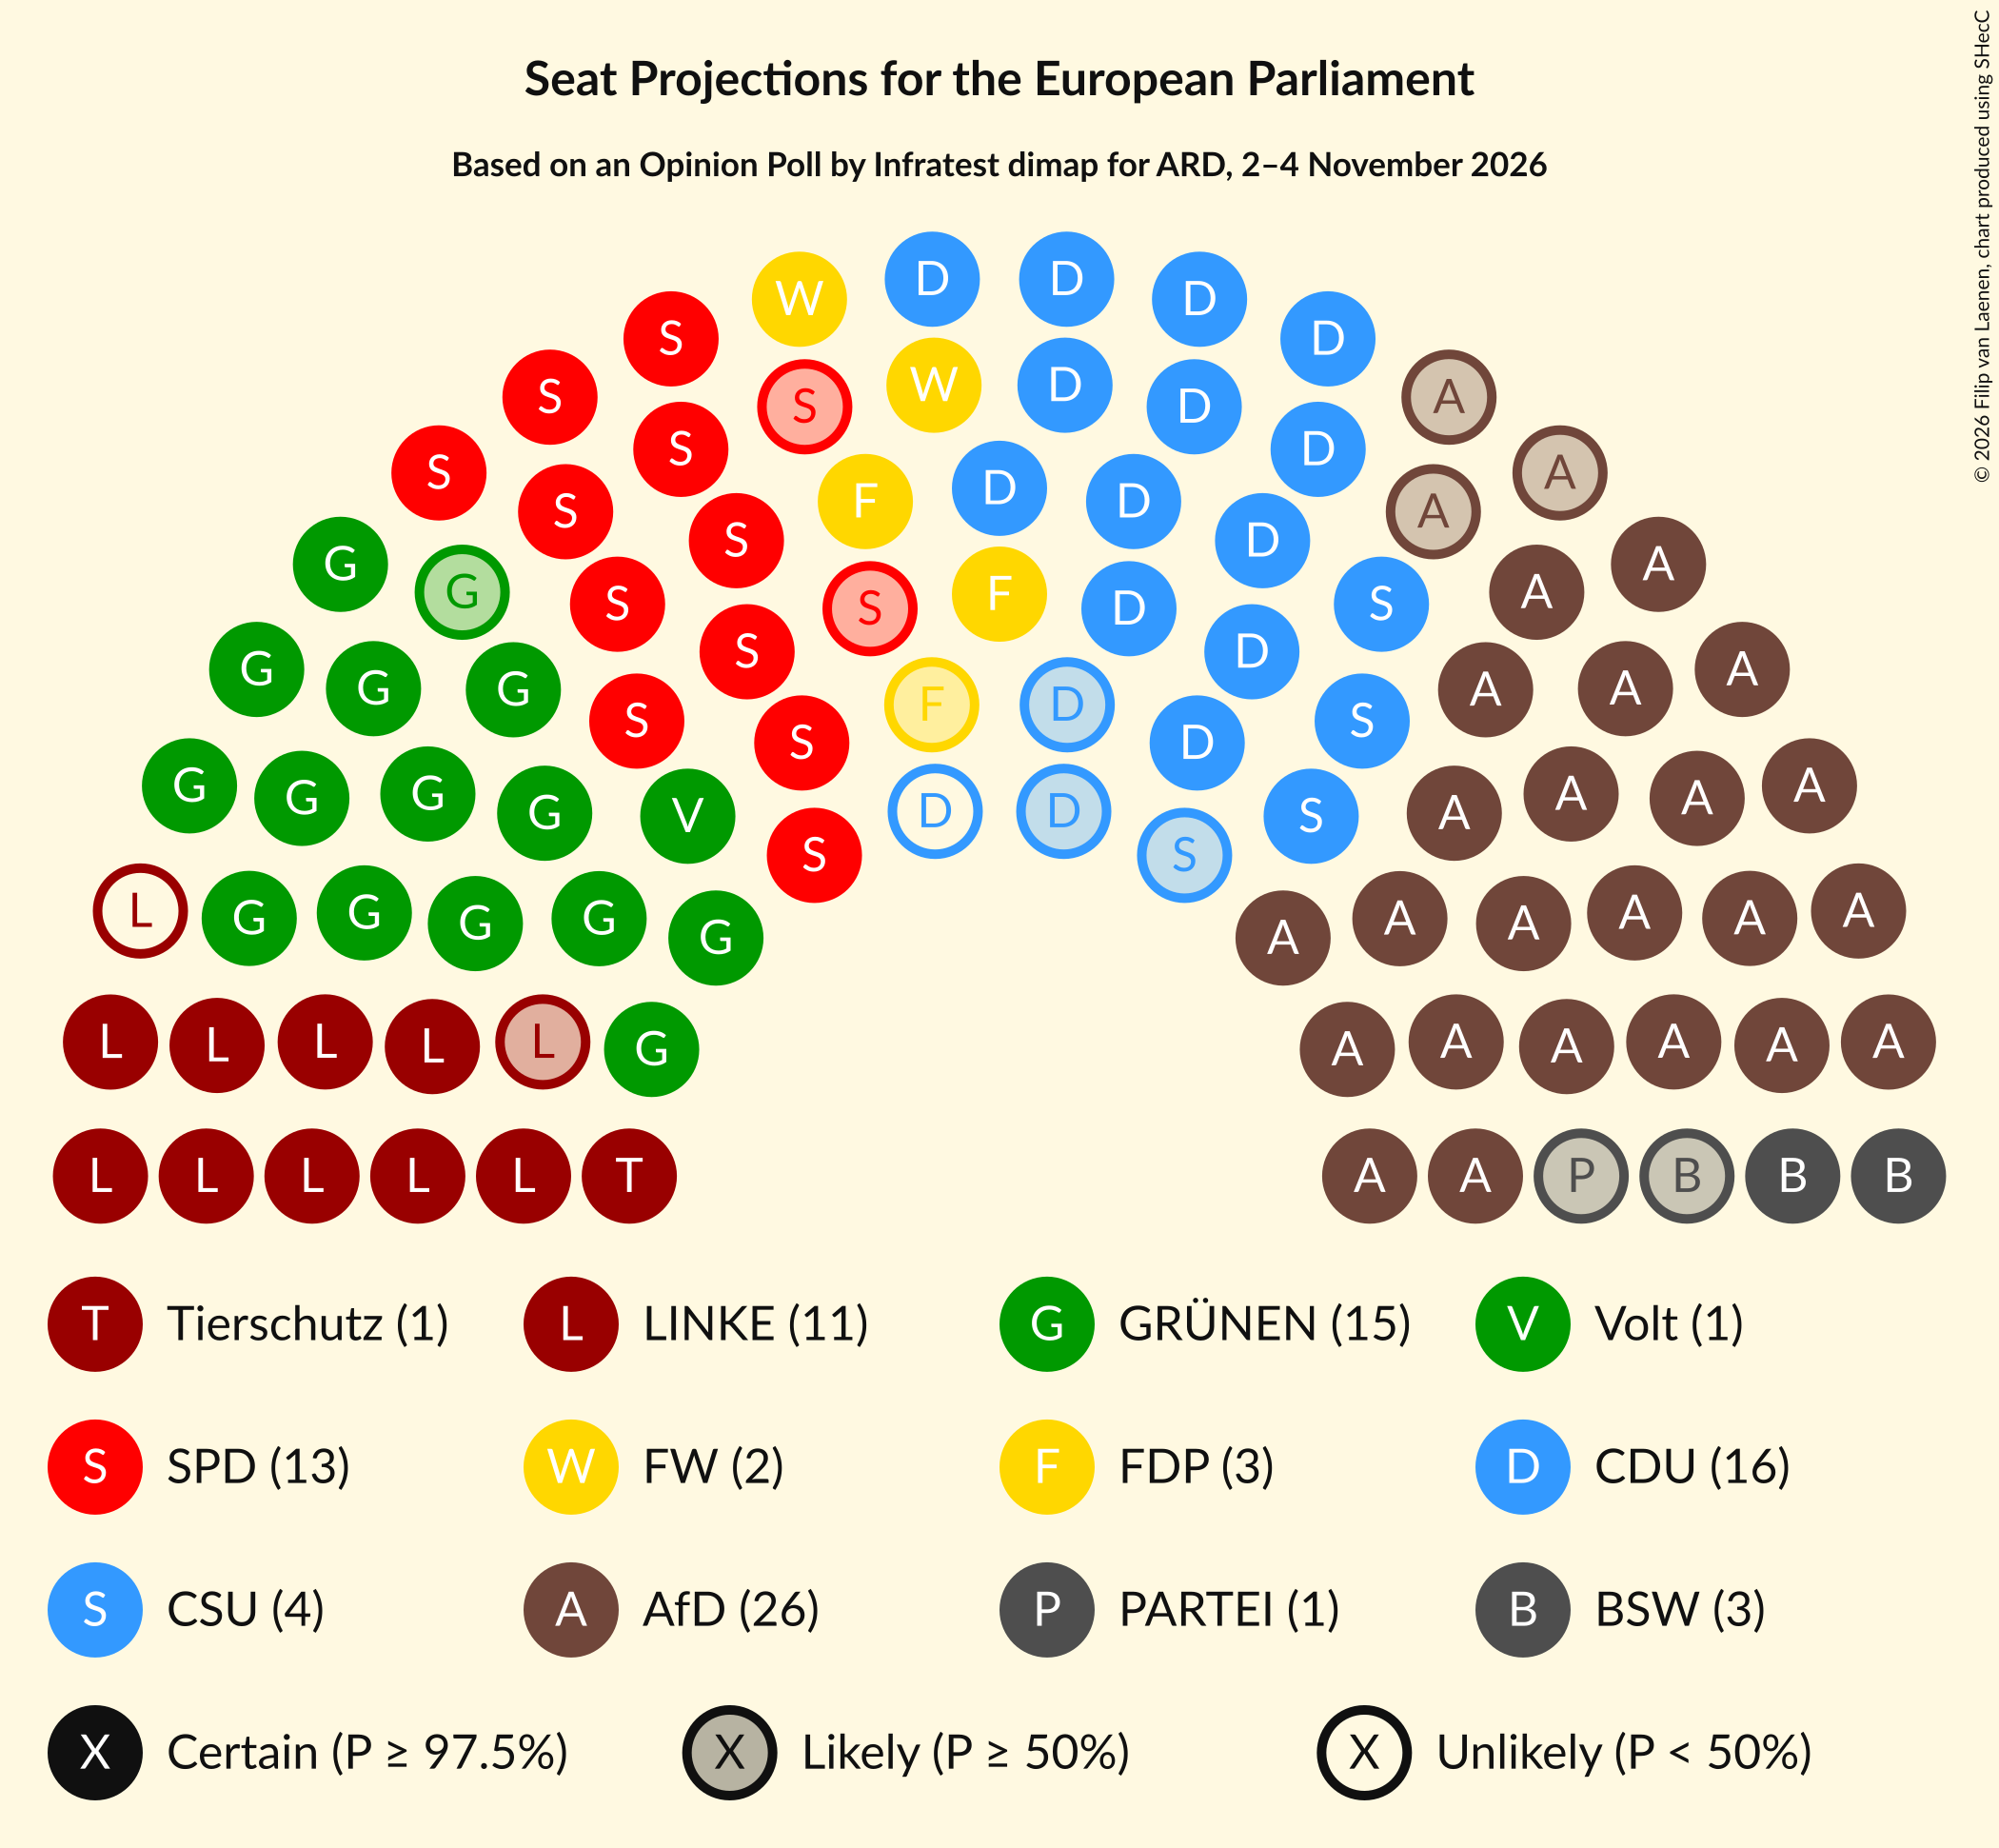 Seat Projections for the European Parliament
Based on an Opinion Poll by Infratest dimap for ARD, 2–4 November 2026
© 2026 Filip van Laenen, chart produced using SHecC
D D
W D
S D
S W D A
S D
S D
S F D A
S D A
S D
G F A
G S A
S S S
S D
G D
G S A
G G F D A
S S
S D
G V S A
G G G D D A A A
S S
L G G A A A
G G G A A A
G A
L L L L L G A A A A A A
L L L L L T A A P B B B
T Tierschutz (1) L LINKE (11) G GRÜNEN (15) V Volt (1)
S SPD (13) W FW (2) F FDP (3) D CDU (16)
S CSU (4) A AfD (26) P PARTEI (1) B BSW (3)
X Certain (P ≥ 97.5%) X Likely (P ≥ 50%) X Unlikely (P < 50%)